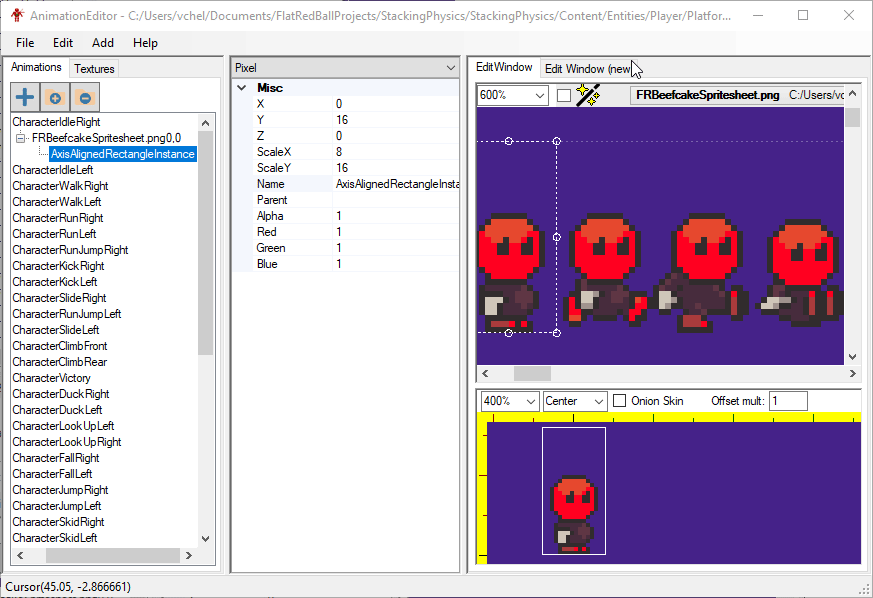 AnimationEditor - C:/Users/vchel/Documents/FlatRedBallProjects/StackingPhysics/StackingPhysics/Content/Entities/Player/Platfor...
File Edit Add Help
Animations Textures
CharacterIdleRight
FRBeefcakeSpritesheet.png0,0
AxisAlignedRectangleInstance
CharacterIdleLeft
CharacterWalkRight
CharacterWalkLeft
CharacterRunRight
CharacterRunLeft
CharacterRunJumpRight
CharacterKickRight
CharacterKickLeft
CharacterSlideRight
CharacterRunJumpLeft
CharacterSlideLeft
CharacterClimbFront
CharacterClimbRear
CharacterVictory
CharacterDuckRight
CharacterDuckLeft
CharacterLookUpLeft
CharacterLookUpRight
CharacterFallRight
CharacterFallLeft
CharacterJumpRight
CharacterJumpLeft
CharacterSkidRight
CharacterSkidLeft
Pixel
Misc
X 0
Y 16
Z 0
ScaleX 8
ScaleY 16
Name AxisAlignedRectangleInsta
Parent
Alpha 1
Red 1
Green 1
Blue 1
EditWindow Edit Window (new
600% FRBeefcakeSpritesheet.png C:/Users/vc
400% Center Onion Skin Offset mult: 1
Cursor(45.05, -2.866661)